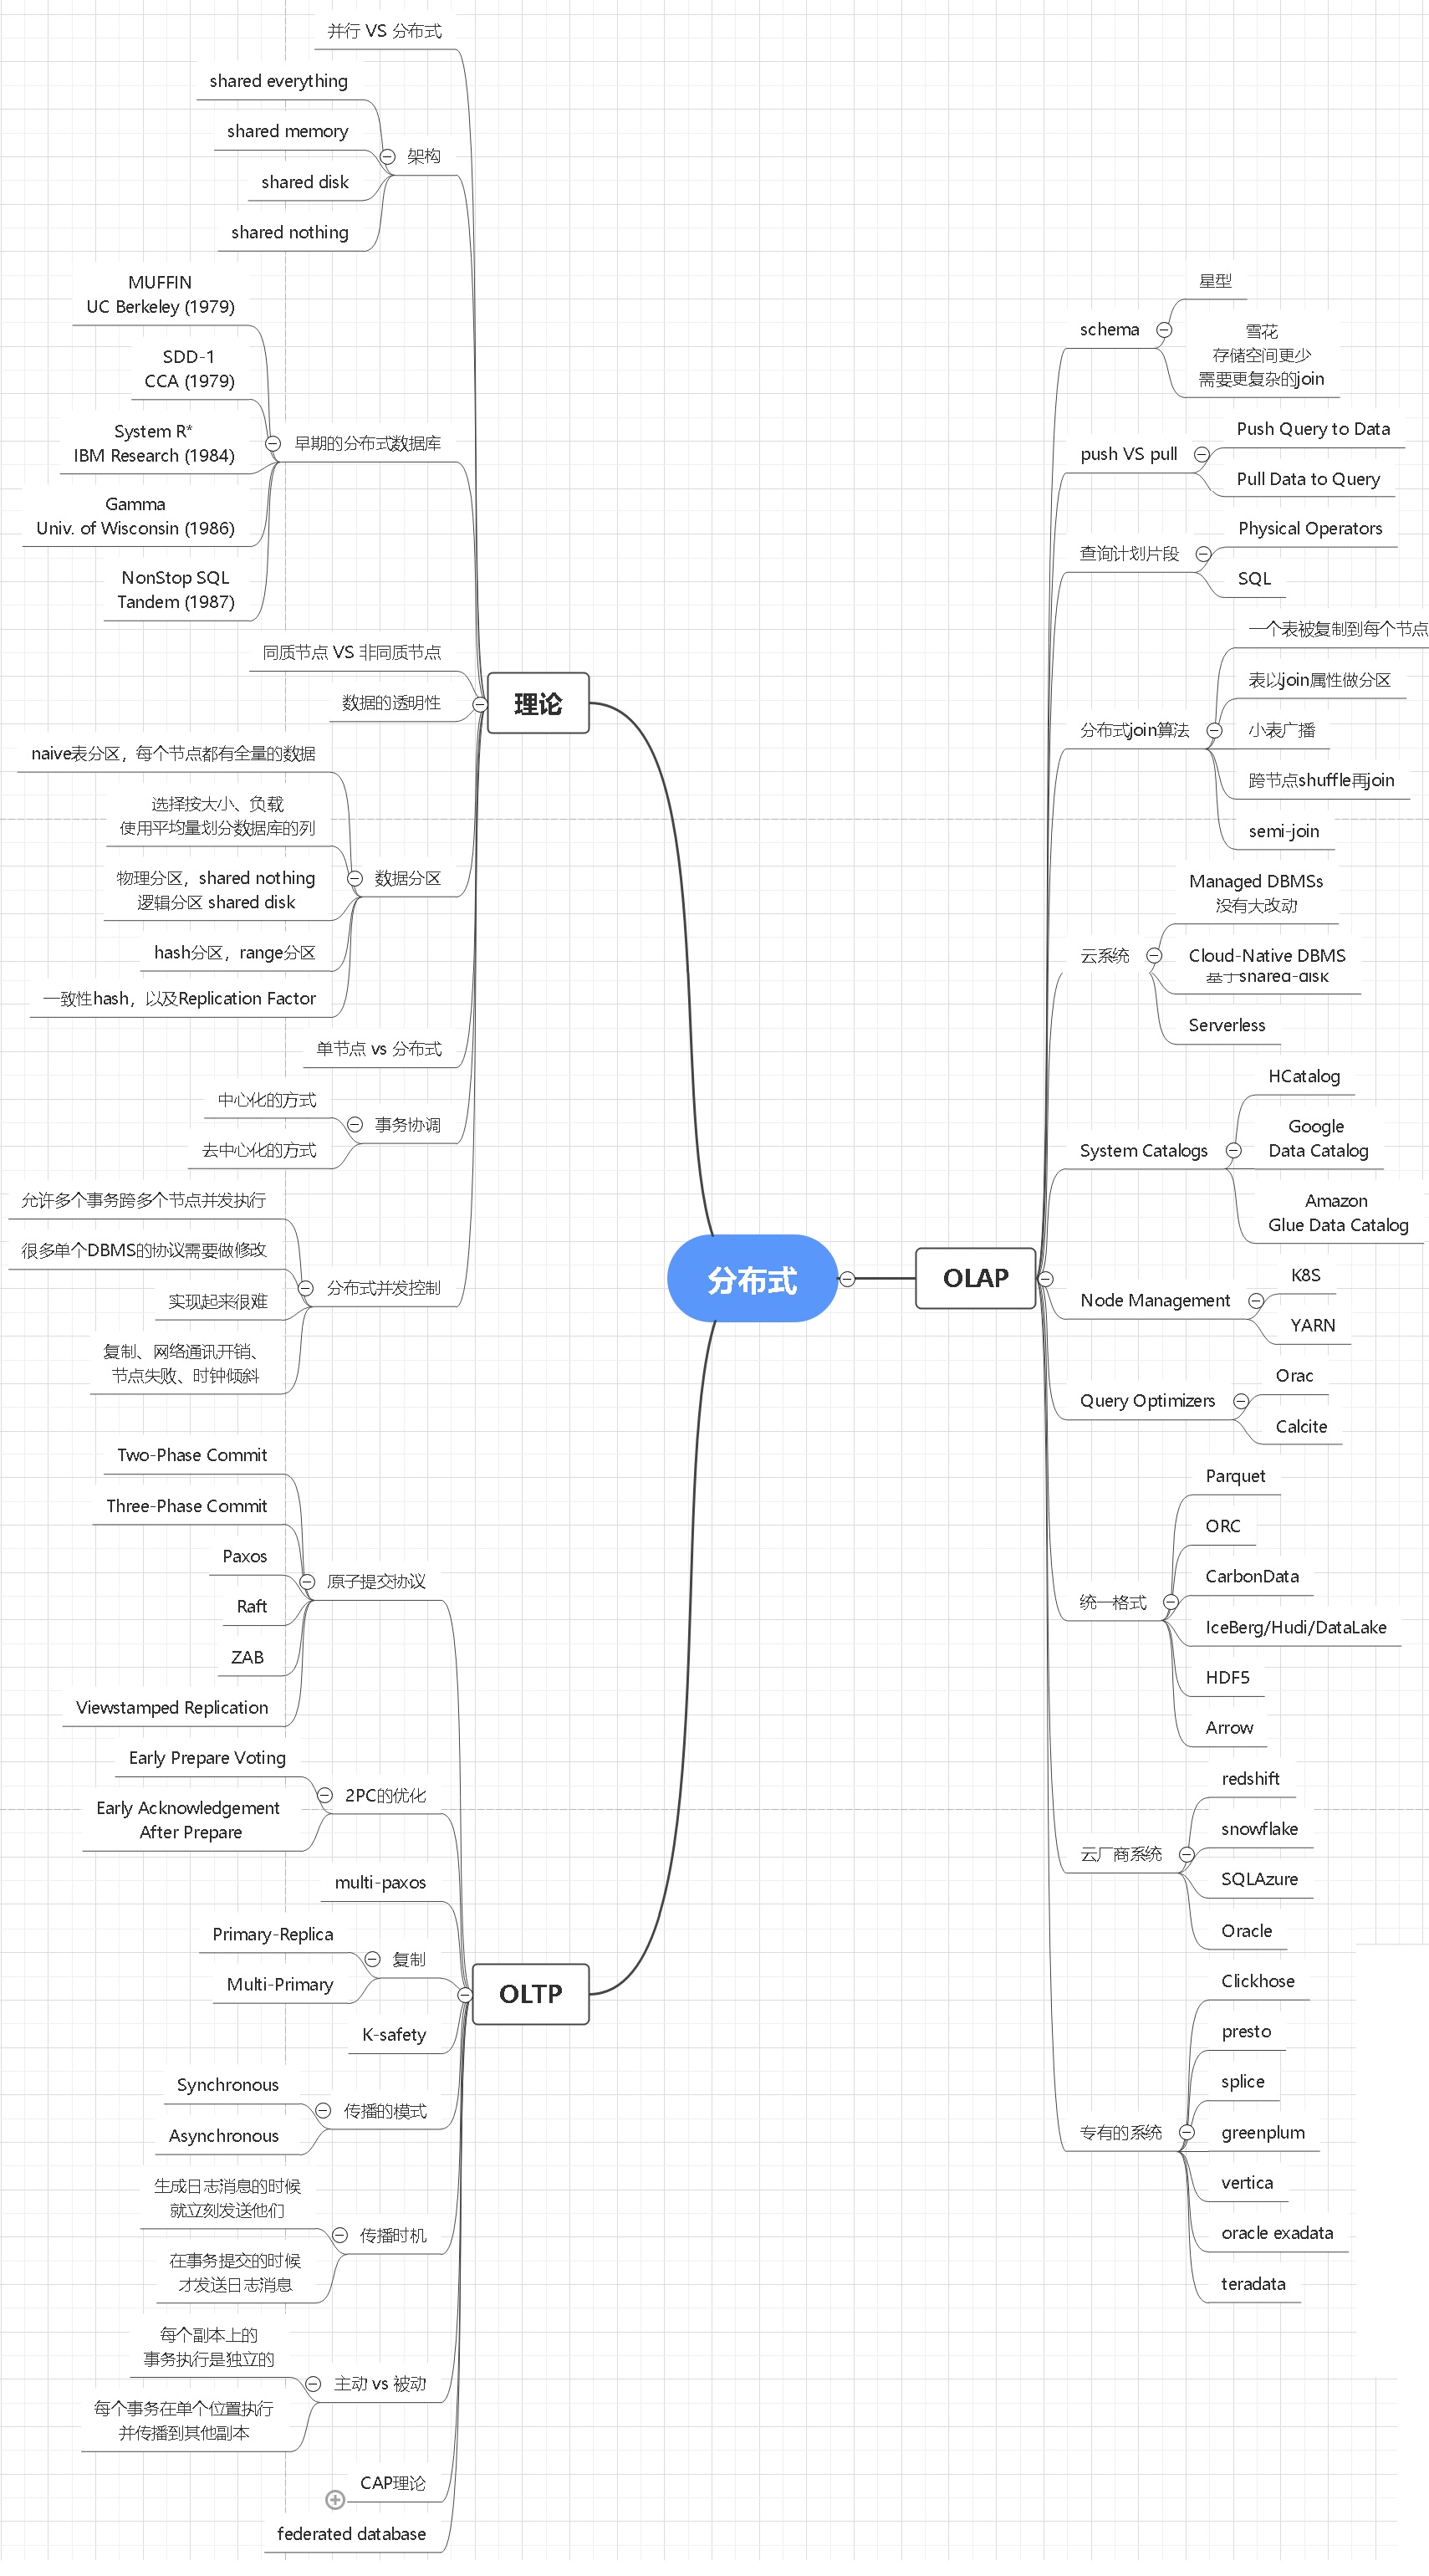 并行 VS 分布式
shared everything
shared memory
架构
shared disk
shared nothing
MUFFIN
UC Berkeley (1979)
SDD-1
CCA (1979)
System R*
IBM Research (1984)
早期的分布式数据库
Gamma
Univ. of Wisconsin (1986)
NonStop SQL
Tandem (1987)
同质节点 VS 非同质节点
理论
数据的透明性
naive表分区，每个节点都有全量的数据
选择按大小、负载
使用平均量划分数据库的列
物理分区，shared nothing
逻辑分区 shared disk
数据分区
hash分区，range分区
一致性hash，以及Replication Factor
单节点 vs 分布式
中心化的方式
事务协调
去中心化的方式
允许多个事务跨多个节点并发执行
很多单个DBMS的协议需要做修改
分布式并发控制
实现起来很难
复制、网络通讯开销、
节点失败、时钟倾斜
分布式
Two-Phase Commit
Three-Phase Commit
Paxos
原子提交协议
Raft
ZAB
Viewstamped Replication
Early Prepare Voting
2PC的优化
Early Acknowledgement
After Prepare
multi-paxos
Primary-Replica
复制
Multi-Primary
OLTP
K-safety
Synchronous
传播的模式
Asynchronous
生成日志消息的时候
就立刻发送他们
传播时机
在事务提交的时候
才发送日志消息
每个副本上的
事务执行是独立的
主动 vs 被动
每个事务在单个位置执行
并传播到其他副本
CAP理论
federated database
OLAP
星型
schema
雪花
存储空间更少
需要更复杂的join
Push Query to Data
push VS pull
Pull Data to Query
Physical Operators
查询计划片段
SQL
一个表被复制到每个节点
表以join属性做分区
分布式join算法
小表广播
跨节点shuffle再join
semi-join
Managed DBMSs
没有大改动
云系统
Cloud-Native DBMS
基于shared-disk
Serverless
HCatalog
Google
Data Catalog
System Catalogs
Amazon
Glue Data Catalog
K8S
Node Management
YARN
Orac
Query Optimizers
Calcite
Parquet
ORC
CarbonData
统一格式
IceBerg/Hudi/DataLake
HDF5
Arrow
redshift
snowflake
云厂商系统
SQLAzure
Oracle
Clickhose
presto
splice
专有的系统
greenplum
vertica
oracle exadata
teradata